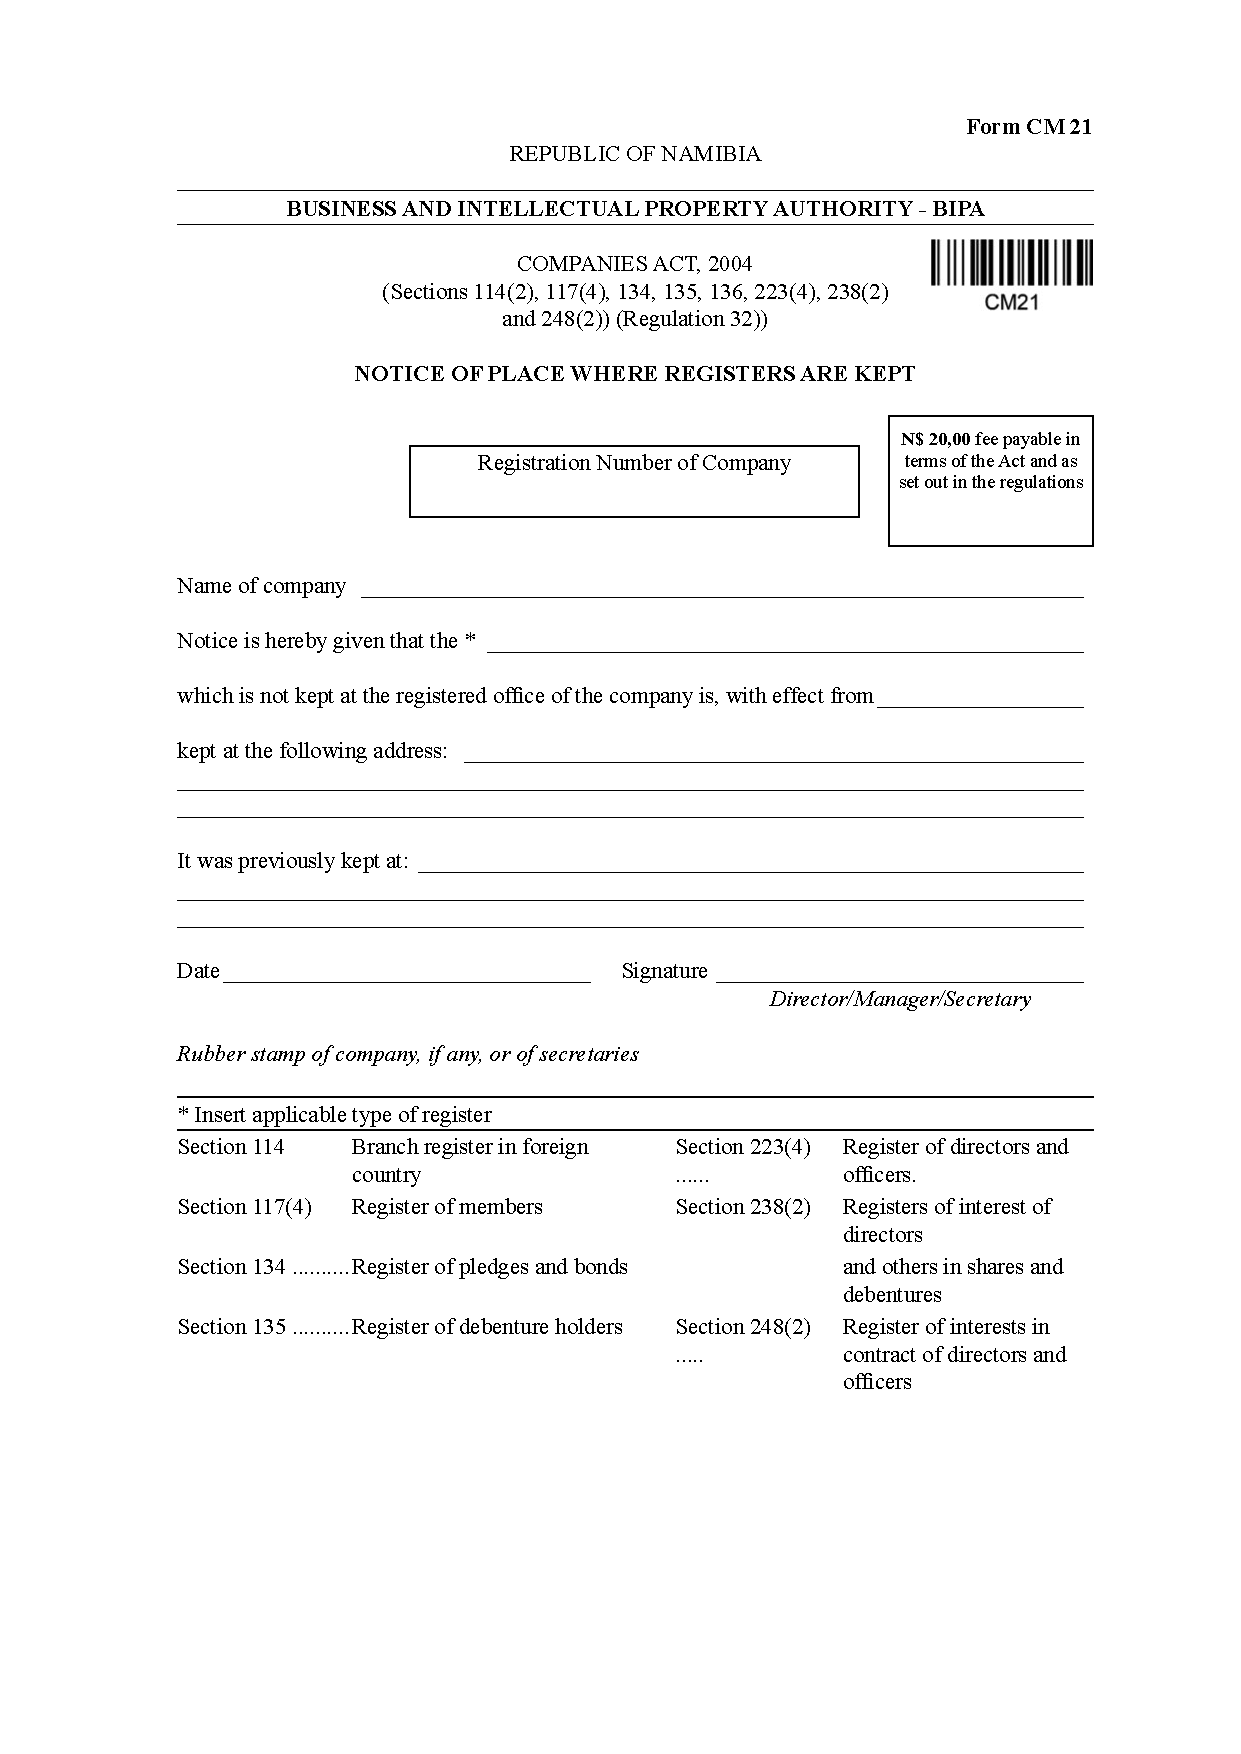 Form CM 21
REPUBLIC OF NAMIBIA
BUSINESS AND INTELLECTUAL PROPERTY AUTHORITY - BIPA
COMPANIES ACT, 2004
(Sections 114(2), 117(4), 134, 135, 136, 223(4), 238(2)
and 248(2)) (Regulation 32))
CM21
NOTICE OF PLACE WHERE REGISTERS ARE KEPT
Registration Number of Company
N$ 20,00 fee payable in
terms of the Act and as
set out in the regulations
Name of company
Notice is hereby given that the *
which is not kept at the registered office of the company is, with effect from
kept at the following address:
It was previously kept at:
Date Signature
Director/Manager/Secretary
Rubber stamp of company, if any, or of secretaries
* Insert applicable type of register
Section 114 Branch register in foreign Section 223(4) Register of directors and
country ...... officers.
Section 117(4) Register of members Section 238(2) Registers of interest of
directors
Section 134 ..........Register of pledges and bonds and others in shares and
debentures
Section 135 ..........Register of debenture holders Section 248(2) Register of interests in
..... contract of directors and
officers